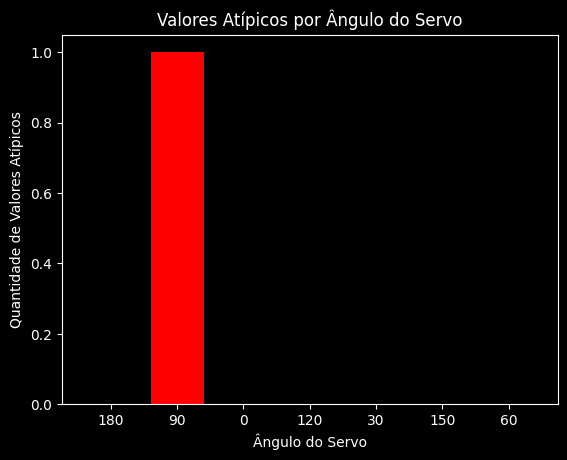 Valores Atípicos por Ângulo do Servo
Quantidade de Valores Atípicos
1.0
0.8
0.6
0.4
0.2
0.0
180 90 0 120 30 150 60
Ângulo do Servo